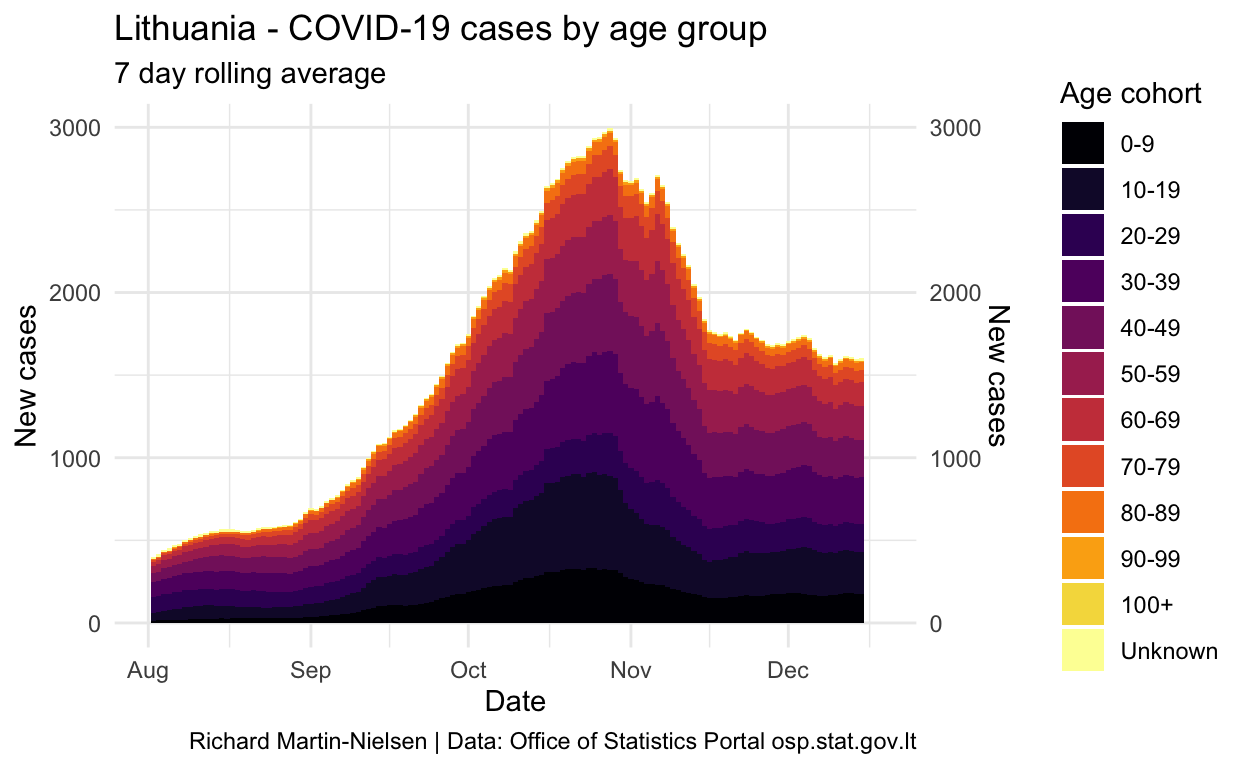 Lithuania - COVID-19 cases by age group
7 day rolling average
New cases
3000
2000
1000
0
Aug Sep Oct Nov Dec
Date
3000
2000
1000
0
New cases
Age cohort
0-9
10-19
20-29
30-39
40-49
50-59
60-69
70-79
80-89
90-99
100+
Unknown
Richard Martin-Nielsen | Data: Office of Statistics Portal osp.stat.gov.lt